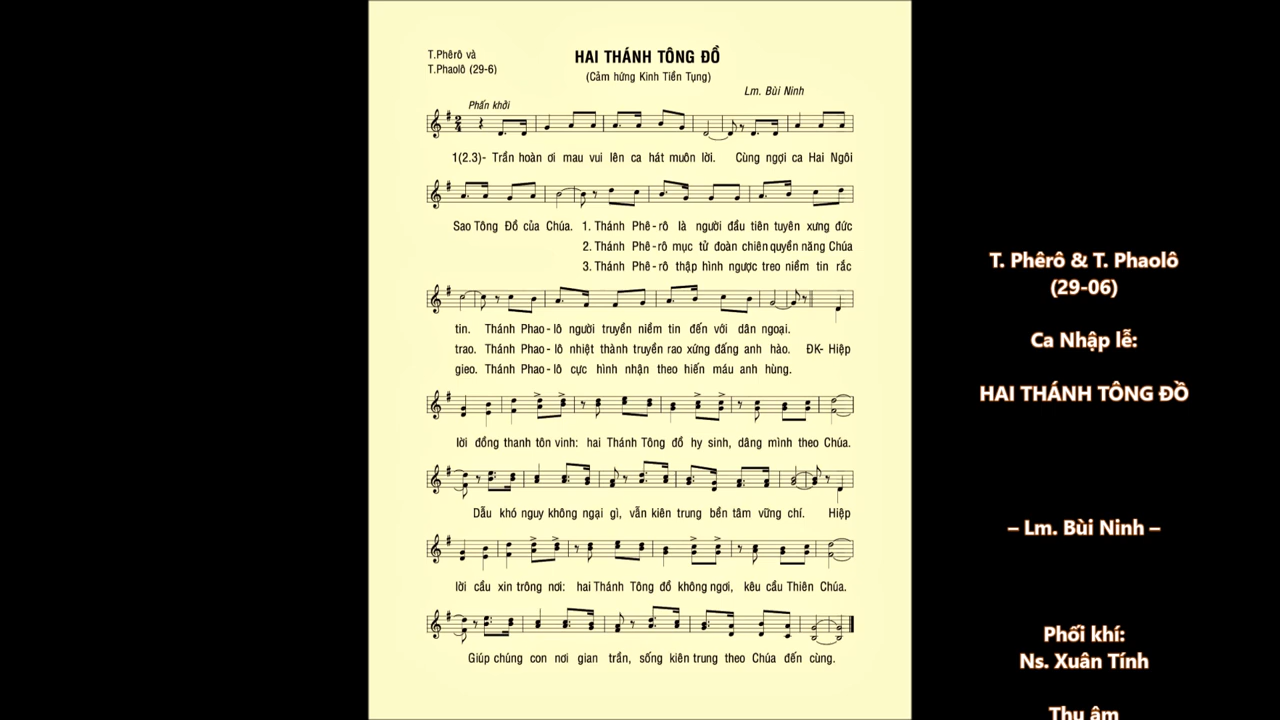 T.Phêrô và
T.Phaolô (29-6)
HAI THÁNH TÔNG ĐỒ
(Cảm hứng Kinh Tiền Tụng)
Lm. Bùi Ninh
Phấn khởi
1(2.3)- Trần hoàn ơi mau vui lên ca hát muôn lời. Cùng ngợi ca Hai Ngôi
Sao Tông Đồ của Chúa. 1. Thánh Phê-rô là người đầu tiên tuyên xưng đức
2. Thánh Phê-rô mục tử đoàn chiên quyền năng Chúa
3. Thánh Phê-rô thập hình ngược treo niềm tin rắc
tin. Thánh Phao-lô người truyền niềm tin đến với dân ngoại.
trao. Thánh Phao-lô nhiệt thành truyền rao xứng đấng anh hào. ĐK- Hiệp
gieo. Thánh Phao-lô cực hình nhận theo hiến máu anh hùng.
lời đồng thanh tôn vinh: hai Thánh Tông đồ hy sinh, dâng mình theo Chúa.
Dẫu khó nguy không ngại gì, vẫn kiên trung bền tâm vững chí. Hiệp
lời cầu xin trông nơi: hai Thánh Tông đồ không ngơi, kêu cầu Thiên Chúa.
Giúp chúng con nơi gian trần, sống kiên trung theo Chúa đến cùng.
T. Phêrô & T. Phaolô
(29-06)
Ca Nhập lễ:
HAI THÁNH TÔNG ĐỒ
– Lm. Bùi Ninh –
Phối khí:
Ns. Xuân Tính
Thu âm